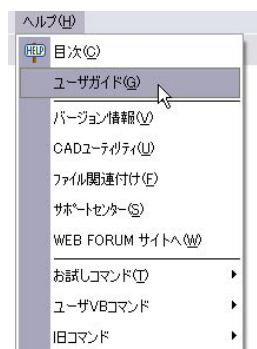 ヘルプ(H)
HELP 目次(C)
ユーザガイド(G)
バージョン情報(V)
CADユーティリティ(U)
ファイル関連付け(F)
サポートセンター(S)
WEB FORUM サイトへ(W)
お試しコマンド(T)
ユーザVBコマンド
旧コマンド